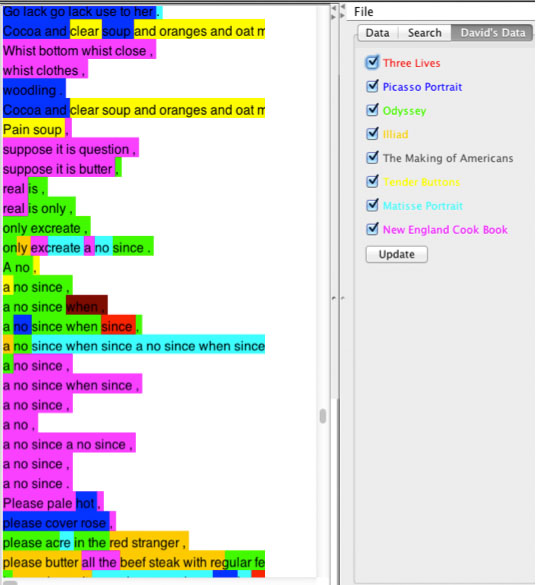 Go lack go lack use to her .
Cocoa and clear soup and oranges and oat m
Whist bottom whist close ,
whist clothes ,
woodling .
Cocoa and clear soup and oranges and oat m
Pain soup ,
suppose it is question ,
suppose it is butter ,
real is ,
real is only ,
only excreate ,
only excreate a no since .
A no ,
a no since ,
a no since when ,
a no since when since ,
a no since when since a no since when since
a no since ,
a no since when since ,
a no since ,
a no ,
a no since a no since ,
a no since ,
a no since .
Please pale hot ,
please cover rose ,
please acre in the red stranger ,
please butter all the beef steak with regular fe
File
Data Search David's Data
Three Lives
Picasso Portrait
Odyssey
Illiad
The Making of Americans
Tender Buttons
Matisse Portrait
New England Cook Book
Update